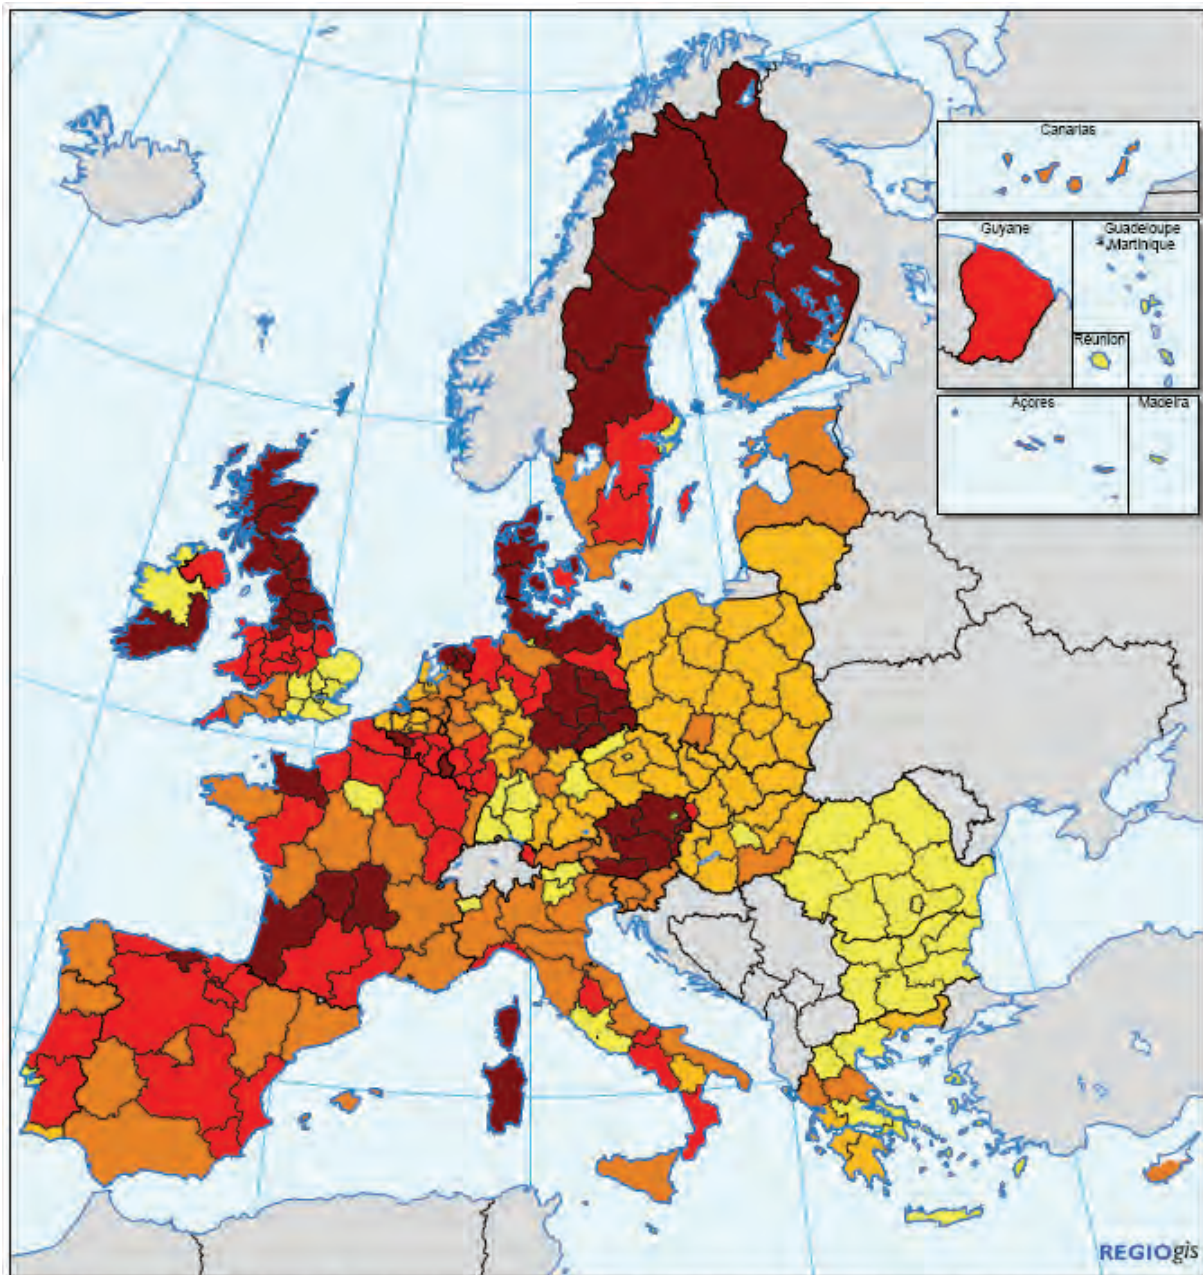 Canarias
Guyane
Guadeloupe
Martinique
Réunion
Açores
Madeira
REGIOgis